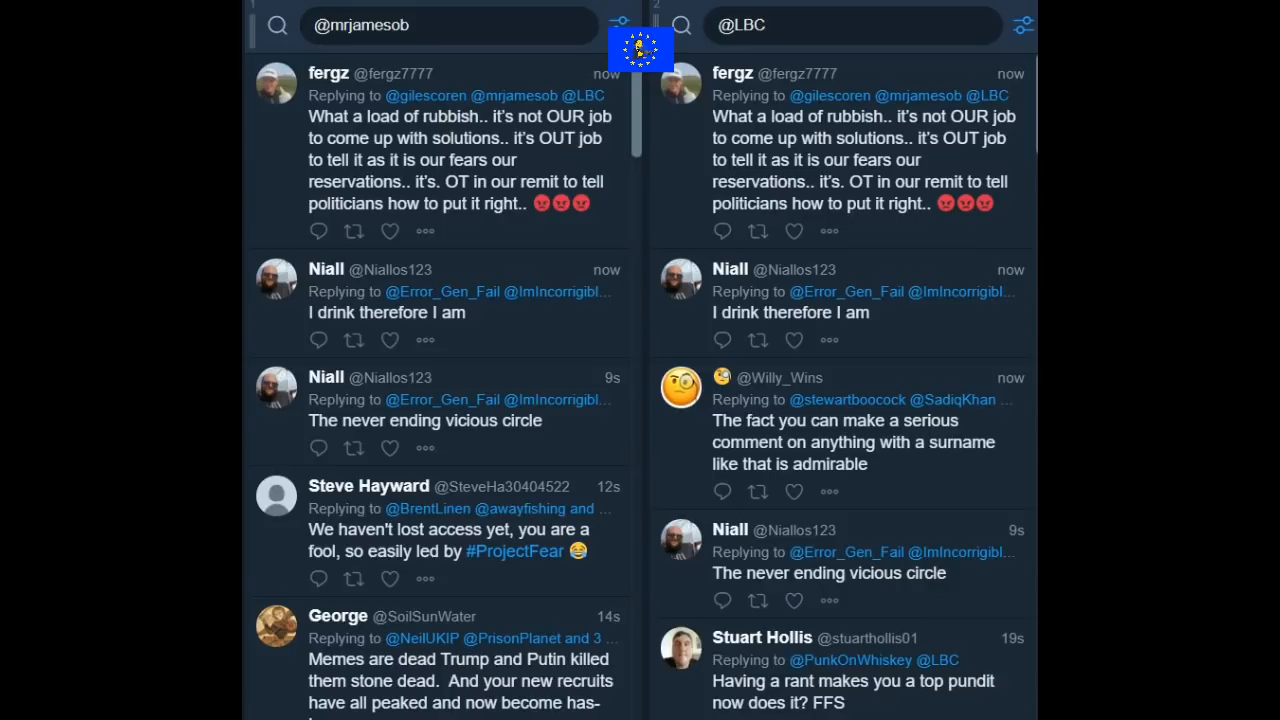 1
@mrjamesob
fergz @fergz7777 now
Replying to @gilescoren @mrjamesob @LBC
What a load of rubbish.. it's not OUR job
to come up with solutions.. it's OUT job
to tell it as it is our fears our
reservations.. it's. OT in our remit to tell
politicians how to put it right.. 😡😡😡
Niall @Niallos123 now
Replying to @Error_Gen_Fail @ImIncorrigibl...
I drink therefore I am
Niall @Niallos123 9s
Replying to @Error_Gen_Fail @ImIncorrigibl...
The never ending vicious circle
Steve Hayward @SteveHa30404522 12s
Replying to @BrentLinen @awayfishing and ...
We haven't lost access yet, you are a
fool, so easily led by #ProjectFear 😂
George @SoilSunWater 14s
Replying to @NeilUKIP @PrisonPlanet and 3 ...
Memes are dead Trump and Putin killed
them stone dead.  And your new recruits
have all peaked and now become has-
2
@LBC
fergz @fergz7777 now
Replying to @gilescoren @mrjamesob @LBC
What a load of rubbish.. it's not OUR job
to come up with solutions.. it's OUT job
to tell it as it is our fears our
reservations.. it's. OT in our remit to tell
politicians how to put it right.. 😡😡😡
Niall @Niallos123 now
Replying to @Error_Gen_Fail @ImIncorrigibl...
I drink therefore I am
🧐 @Willy_Wins now
Replying to @stewartboocock @SadiqKhan ...
The fact you can make a serious
comment on anything with a surname
like that is admirable
Niall @Niallos123 9s
Replying to @Error_Gen_Fail @ImIncorrigibl...
The never ending vicious circle
Stuart Hollis @stuarthollis01 19s
Replying to @PunkOnWhiskey @LBC
Having a rant makes you a top pundit
now does it? FFS